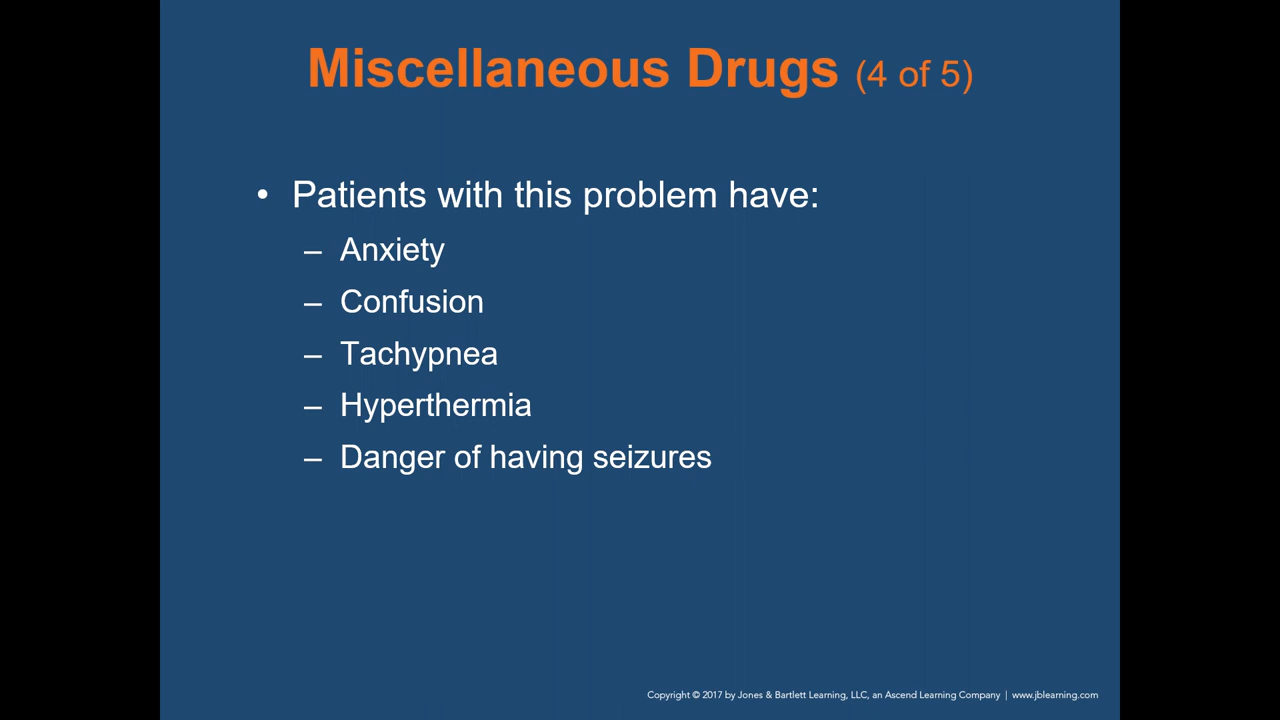 Miscellaneous Drugs (4 of 5)
• Patients with this problem have:
– Anxiety
– Confusion
– Tachypnea
– Hyperthermia
– Danger of having seizures
Copyright © 2017 by Jones & Bartlett Learning, LLC, an Ascend Learning Company | www.jblearning.com